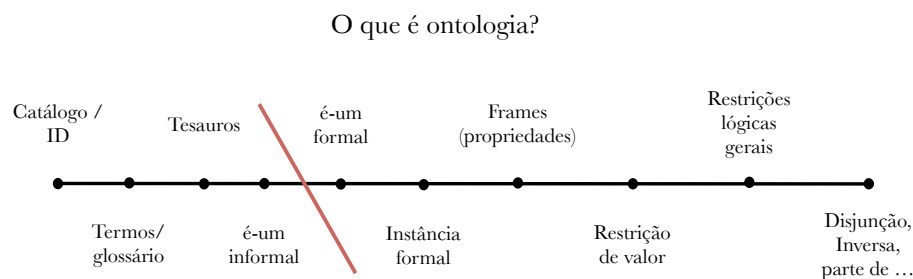 O que é ontologia?
Catálogo /
ID
Termos/
glossário
Tesauros
é-um
informal
é-um
formal
Instância
formal
Frames
(propriedades)
Restrição
de valor
Restrições
lógicas
gerais
Disjunção,
Inversa,
parte de ...